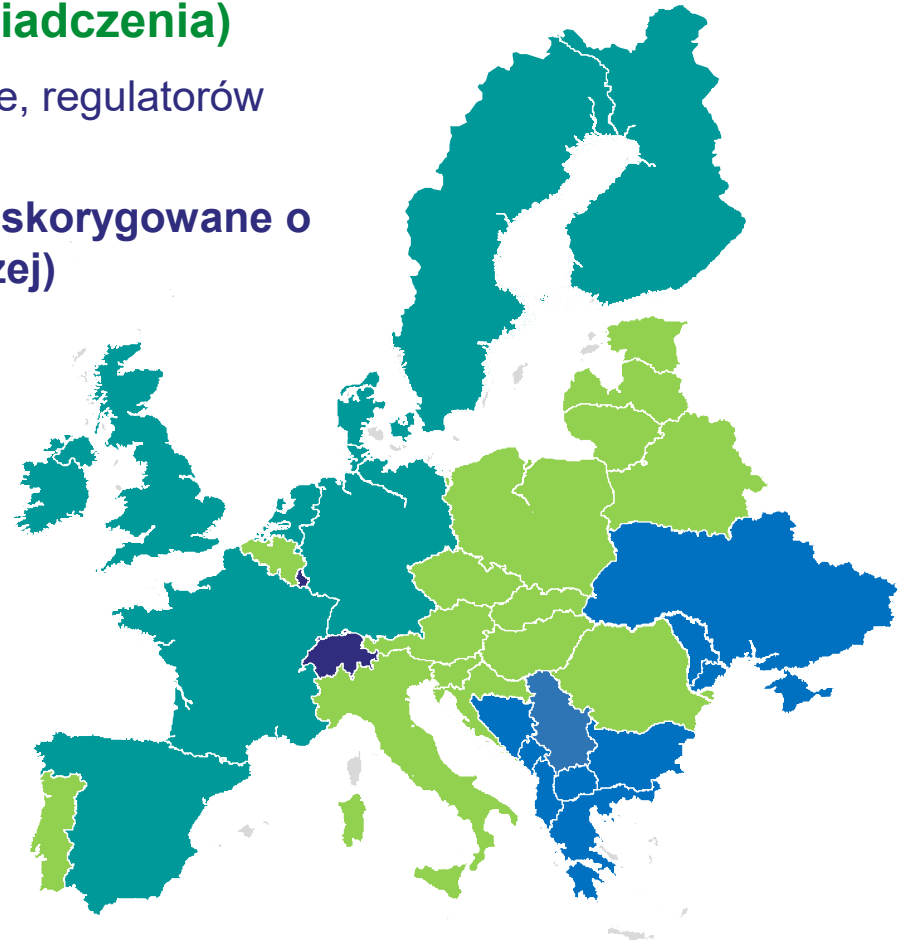 iadczenia)
e, regulatorów
skorygowane o
zej)